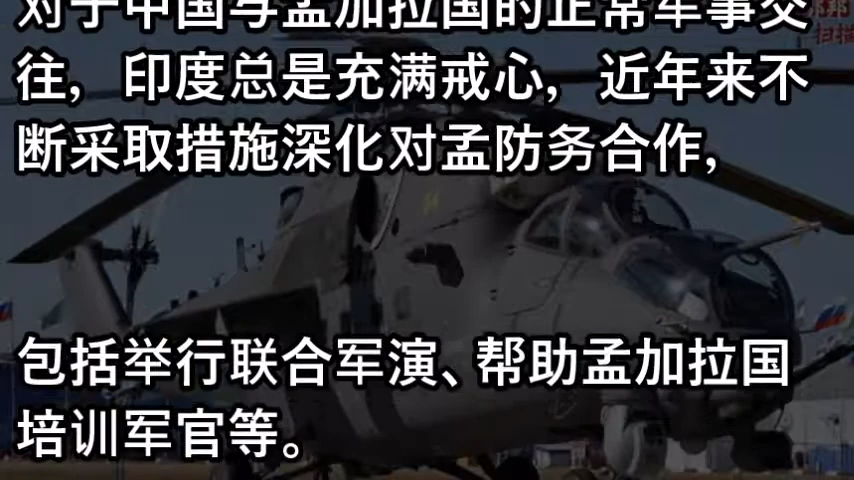 对于中国与孟加拉国的正常军事交
往，印度总是充满戒心，近年来不
断采取措施深化对孟防务合作，
包括举行联合军演、帮助孟加拉国
培训军官等。